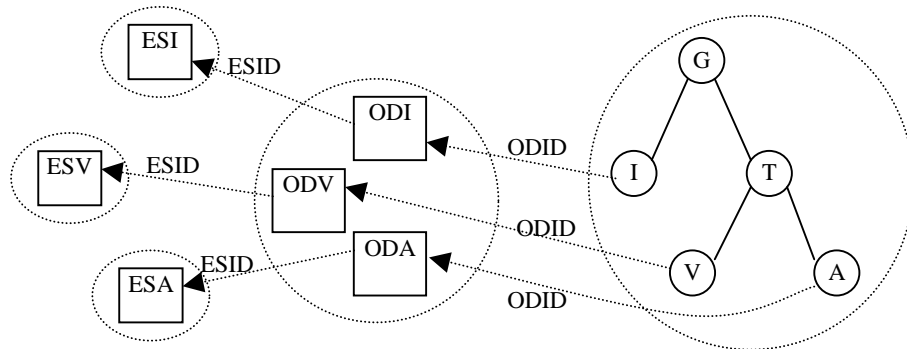 ESI
ESID
G
ODI
ODID
ESV
ESID
ODV
I
T
ODID
ESA
ESID
ODA
V
A
ODID